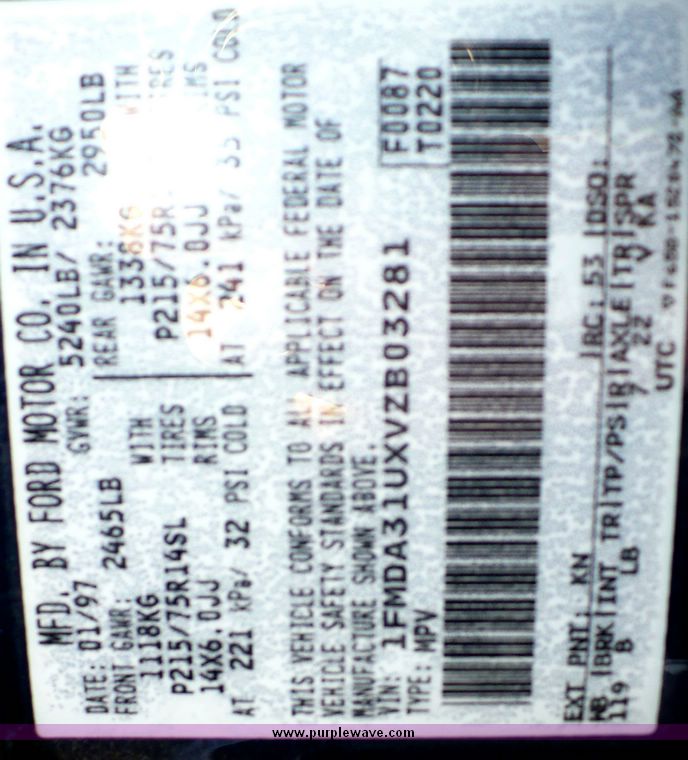 MFD. BY FORD MOTOR CO. IN U.S.A.
DATE: 01/97 GVWR: 5240LB/ 2376KG
FRONT GAWR: 2465LB REAR GAWR: 2950LB
1118KG WITH 1338KG WITH
P215/75R14SL TIRES P215/75R
14X6.0JJ RIMS 14X6.0JJ
AT 221 kPa/ 32 PSI COLD AT 241 kPa/ 35 PSI COLD
THIS VEHICLE CONFORMS TO ALL APPLICABLE FEDERAL MOTOR
VEHICLE SAFETY STANDARDS IN EFFECT ON THE DATE OF
MANUFACTURE SHOWN ABOVE.
VIN: 1FMDA31UXVZB03281 F0087
TYPE: MPV T0220
EXT PNT: KN RC: 53 DSO:
WB BRK INT TR TP/PS R AXLE TR SPR
119 B LB 7 22 V KA
UTC
www.purplewave.com